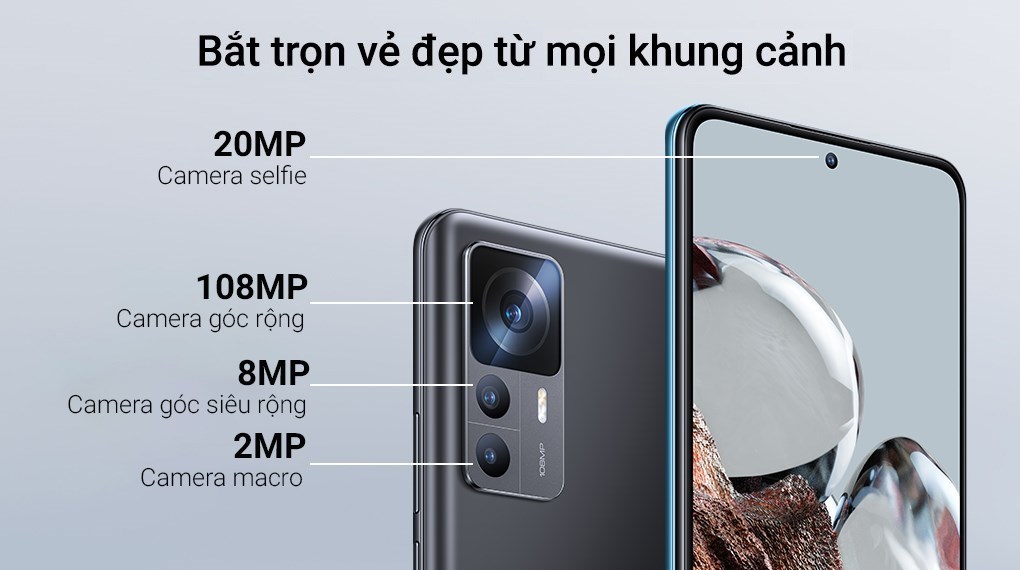 Bắt trọn vẻ đẹp từ mọi khung cảnh
20MP
Camera selfie
108MP
Camera góc rộng
8MP
Camera góc siêu rộng
2MP
Camera macro
108MP